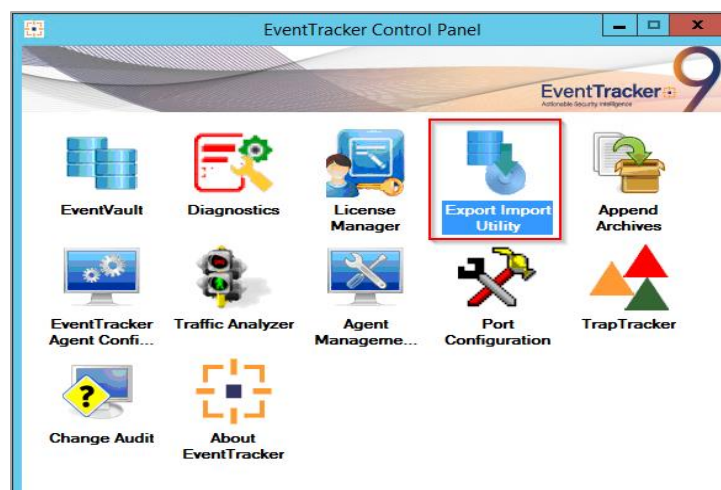 EventTracker Control Panel
EventTracker 9
Actionable Security Intelligence
EventVault
Diagnostics
License
Manager
Export Import
Utility
Append
Archives
EventTracker
Agent Confi...
Traffic Analyzer
Agent
Manageme...
Port
Configuration
TrapTracker
Change Audit
About
EventTracker